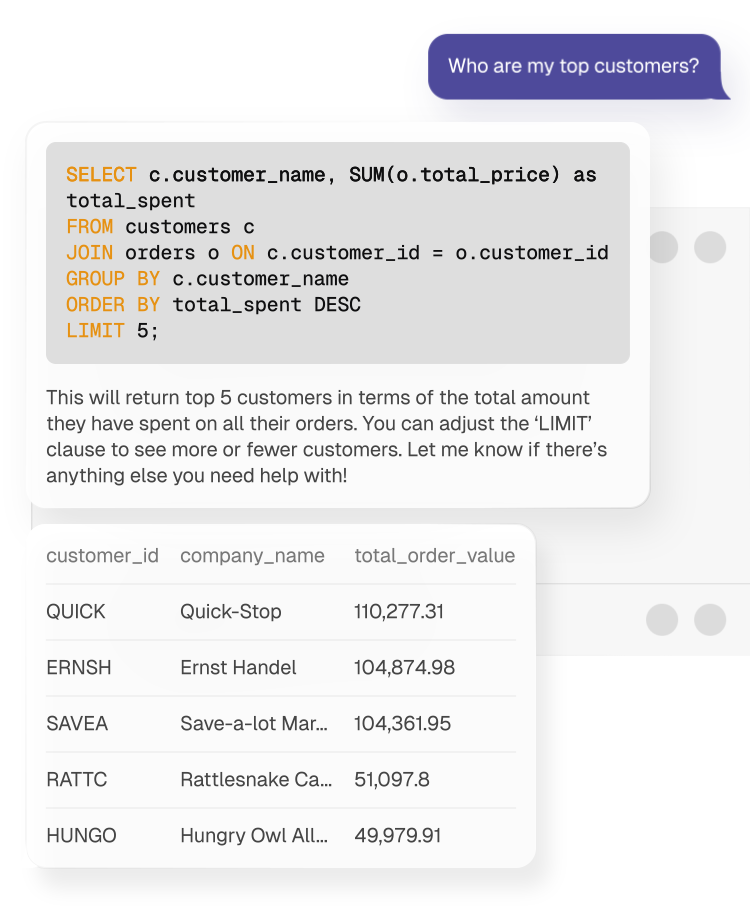 Who are my top customers?
SELECT c.customer_name, SUM(o.total_price) as
total_spent
FROM customers c
JOIN orders o ON c.customer_id = o.customer_id
GROUP BY c.customer_name
ORDER BY total_spent DESC
LIMIT 5;
This will return top 5 customers in terms of the total amount
they have spent on all their orders. You can adjust the ‘LIMIT’
clause to see more or fewer customers. Let me know if there’s
anything else you need help with!
customer_id company_name total_order_value
QUICK Quick-Stop 110,277.31
ERNSH Ernst Handel 104,874.98
SAVEA Save-a-lot Mar... 104,361.95
RATTC Rattlesnake Ca... 51,097.8
HUNGO Hungry Owl All... 49,979.91